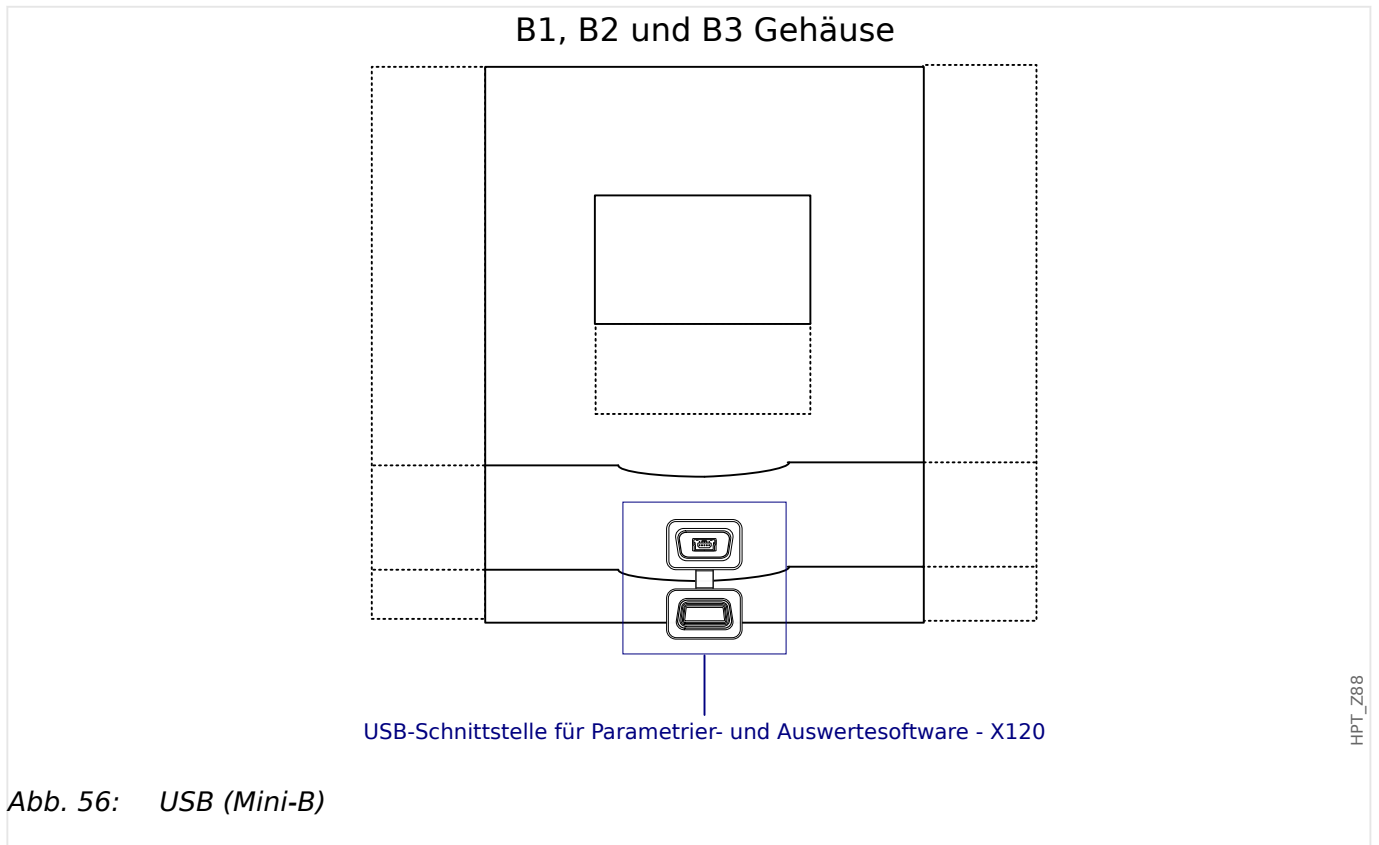 B1, B2 und B3 Gehäuse
USB-Schnittstelle für Parametrier- und Auswertesoftware - X120
HPT_Z88
Abb. 56: USB (Mini-B)